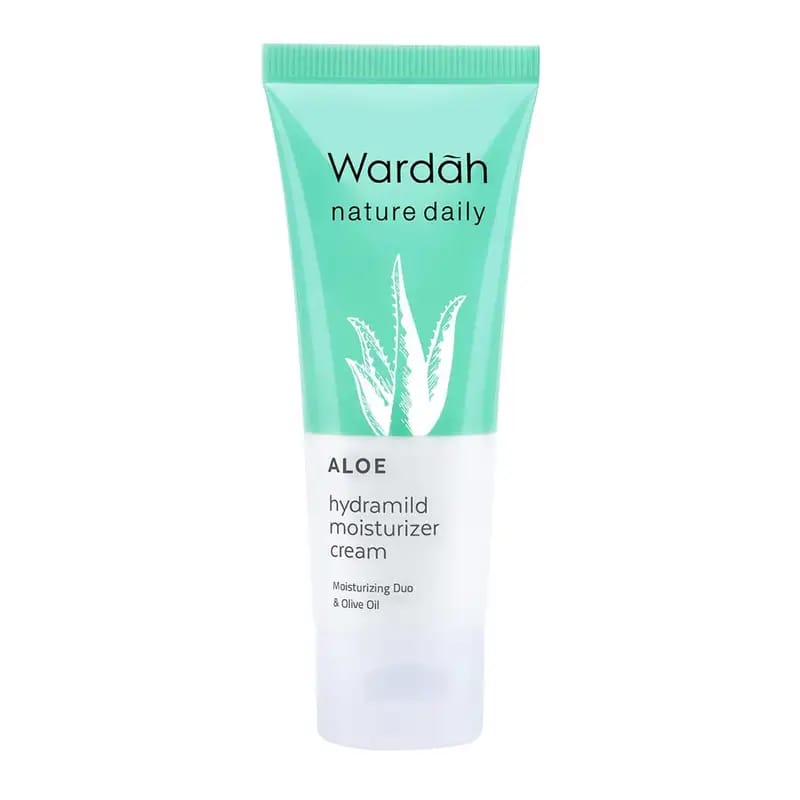 Wardāh
nature daily
ALOE
hydramild
moisturizer
cream
Moisturizing Duo
& Olive Oil